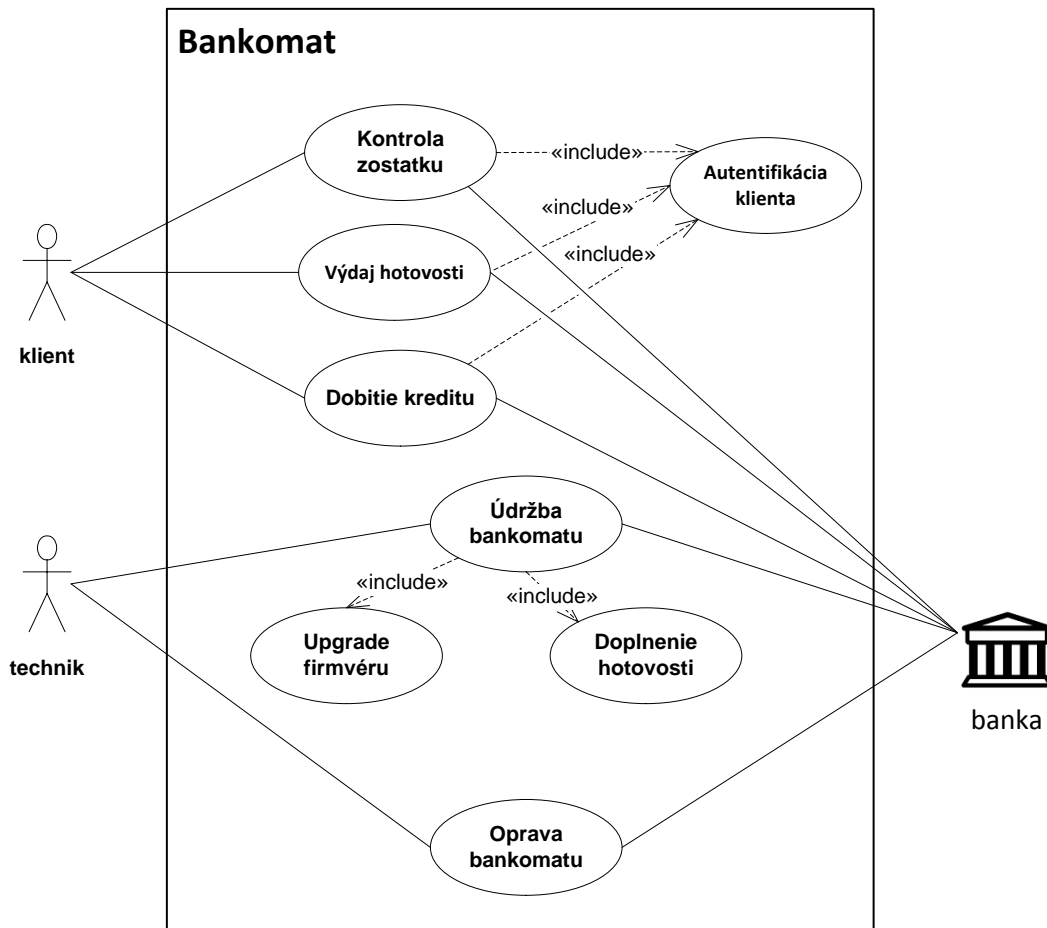 Bankomat
Kontrola
zostatku
«include»
Autentifikácia
klienta
«include»
Výdaj hotovosti
«include»
klient
Dobitie kreditu
Údržba
bankomatu
«include»
«include»
Upgrade
firmvéru
Doplnenie
hotovosti
technik
banka
Oprava
bankomatu